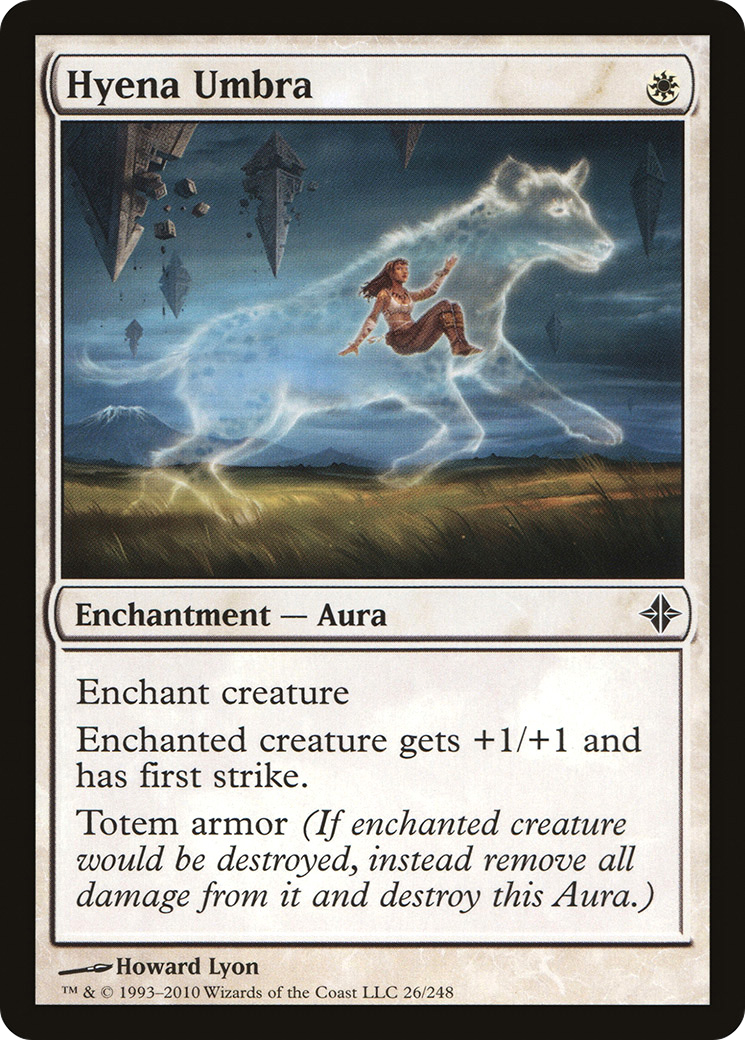 Hyena Umbra
Enchantment — Aura
Enchant creature
Enchanted creature gets +1/+1 and
has first strike.
Totem armor (If enchanted creature
would be destroyed, instead remove all
damage from it and destroy this Aura.)
Howard Lyon
™ & © 1993–2010 Wizards of the Coast LLC 26/248